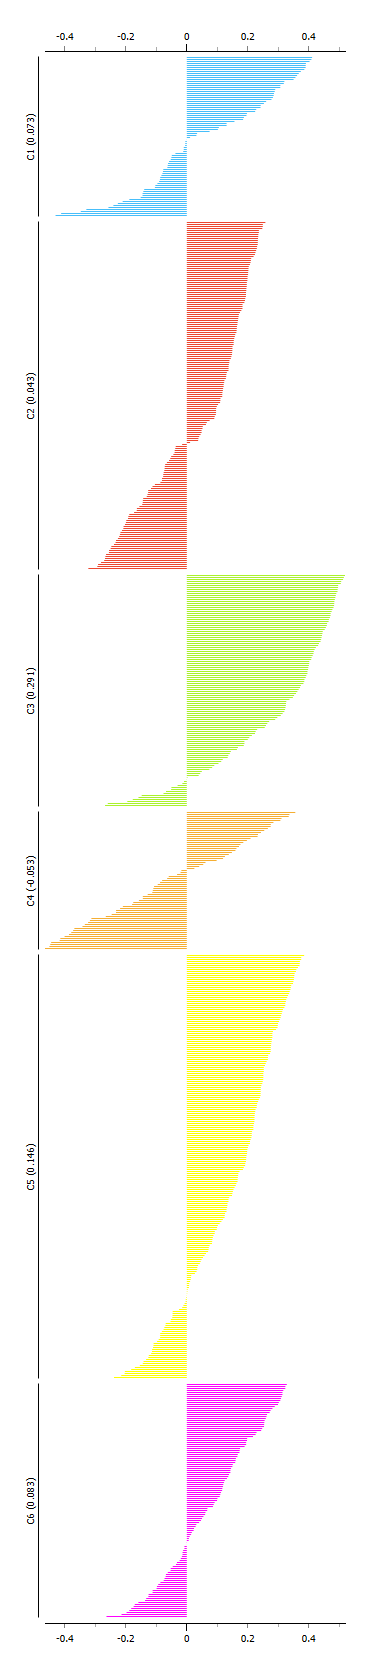 -0.4 -0.2 0 0.2 0.4
C1 (0.073)
C2 (0.043)
C3 (0.291)
C4 (-0.053)
C5 (0.146)
C6 (0.083)
-0.4 -0.2 0 0.2 0.4